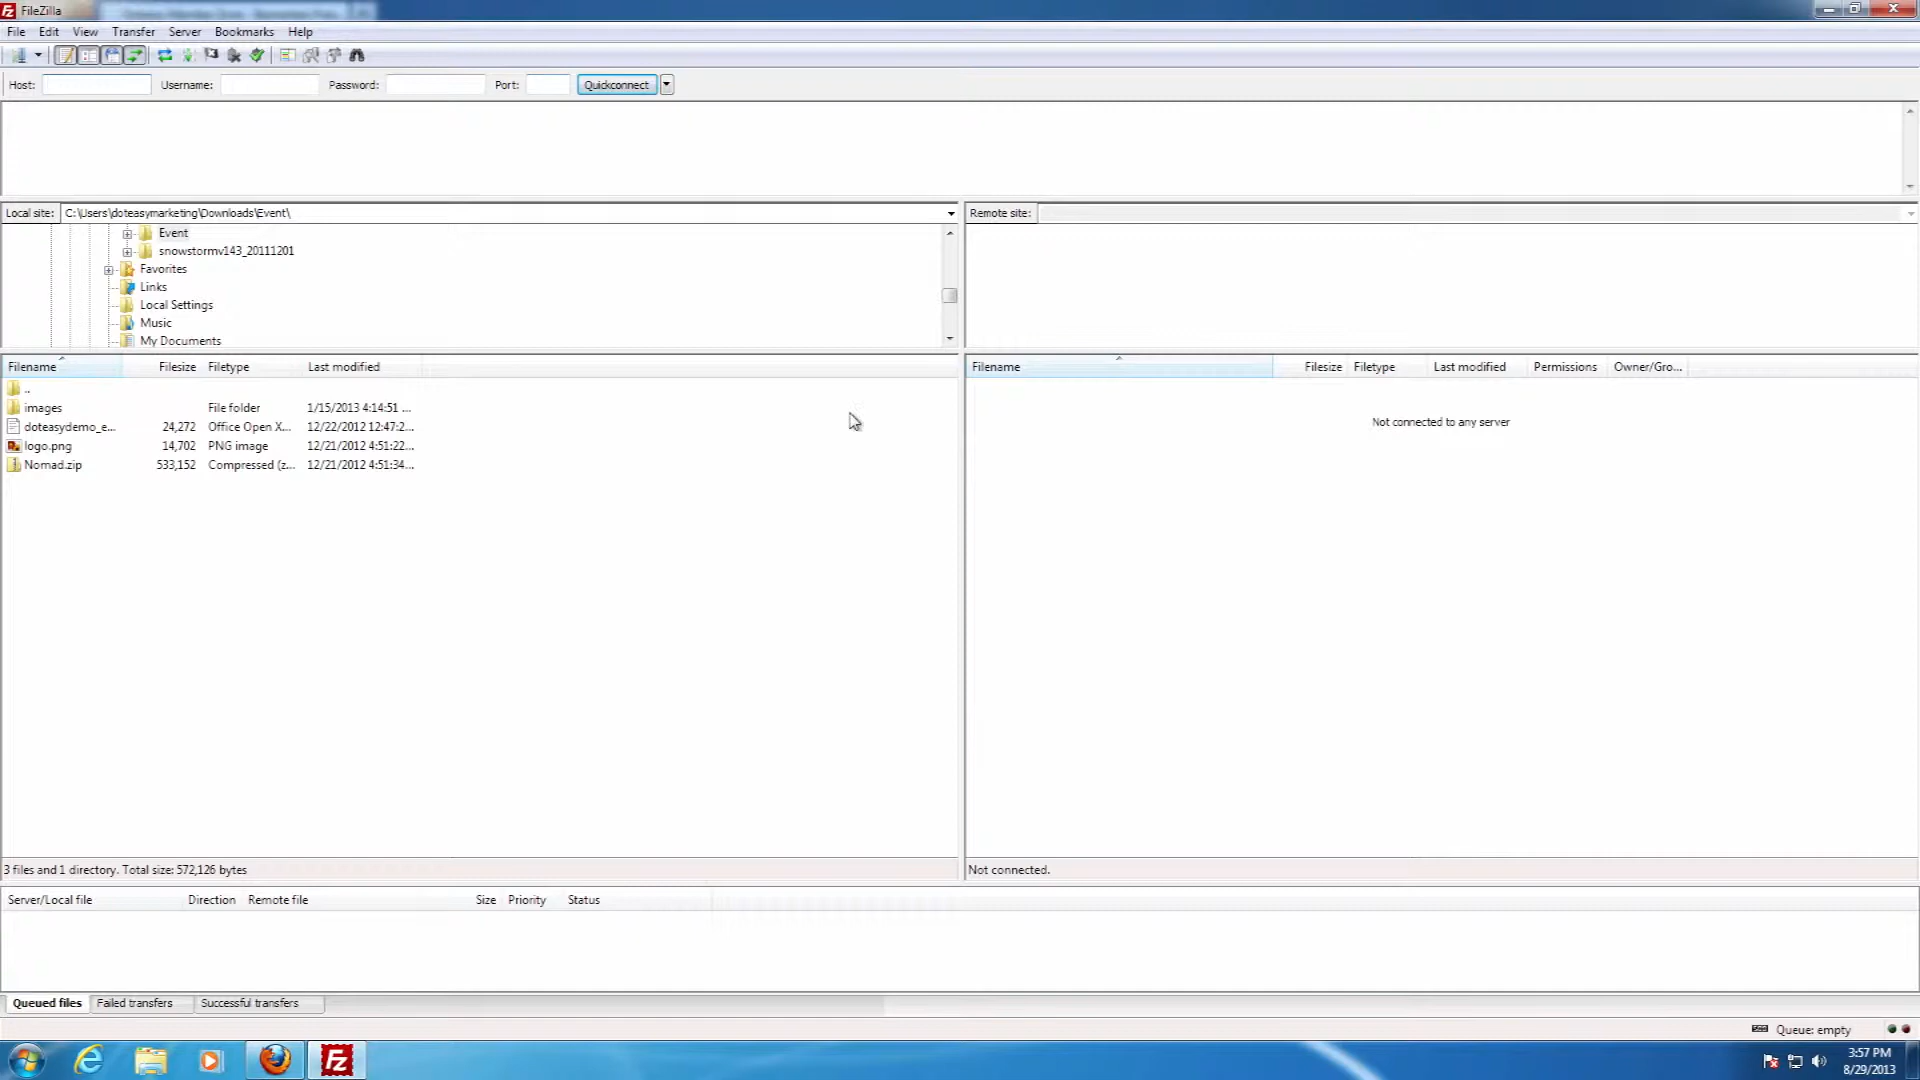 FileZilla
File Edit View Transfer Server Bookmarks Help
Host: Username: Password: Port: Quickconnect
Local site: C:\Users\doteasymarketing\Downloads\Event\
Remote site:
Event
snowstormv143_20111201
Favorites
Links
Local Settings
Music
My Documents
Filename Filesize Filetype Last modified
..
images File folder 1/15/2013 4:14:51 ...
doteasydemo_e... 24,272 Office Open X... 12/22/2012 12:47:2...
logo.png 14,702 PNG image 12/21/2012 4:51:22...
Nomad.zip 533,152 Compressed (z... 12/21/2012 4:51:34...
Filename Filesize Filetype Last modified Permissions Owner/Gro...
Not connected to any server
3 files and 1 directory. Total size: 572,126 bytes
Not connected.
Server/Local file Direction Remote file Size Priority Status
Queued files Failed transfers Successful transfers
Queue: empty
3:57 PM
8/29/2013